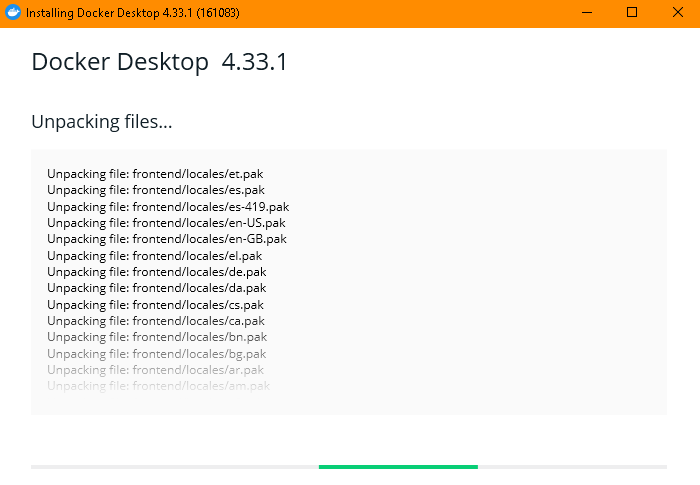 Installing Docker Desktop 4.33.1 (161083)
Docker Desktop 4.33.1
Unpacking files...
Unpacking file: frontend/locales/et.pak
Unpacking file: frontend/locales/es.pak
Unpacking file: frontend/locales/es-419.pak
Unpacking file: frontend/locales/en-US.pak
Unpacking file: frontend/locales/en-GB.pak
Unpacking file: frontend/locales/el.pak
Unpacking file: frontend/locales/de.pak
Unpacking file: frontend/locales/da.pak
Unpacking file: frontend/locales/cs.pak
Unpacking file: frontend/locales/ca.pak
Unpacking file: frontend/locales/bn.pak
Unpacking file: frontend/locales/bg.pak
Unpacking file: frontend/locales/ar.pak
Unpacking file: frontend/locales/am.pak